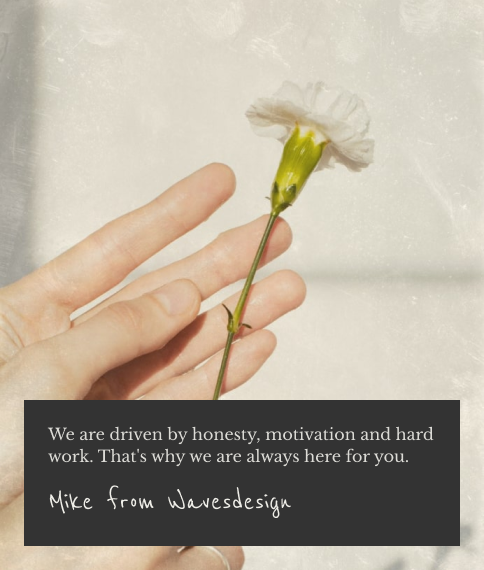 We are driven by honesty, motivation and hard
work. That's why we are always here for you.
Mike from Wavesdesign